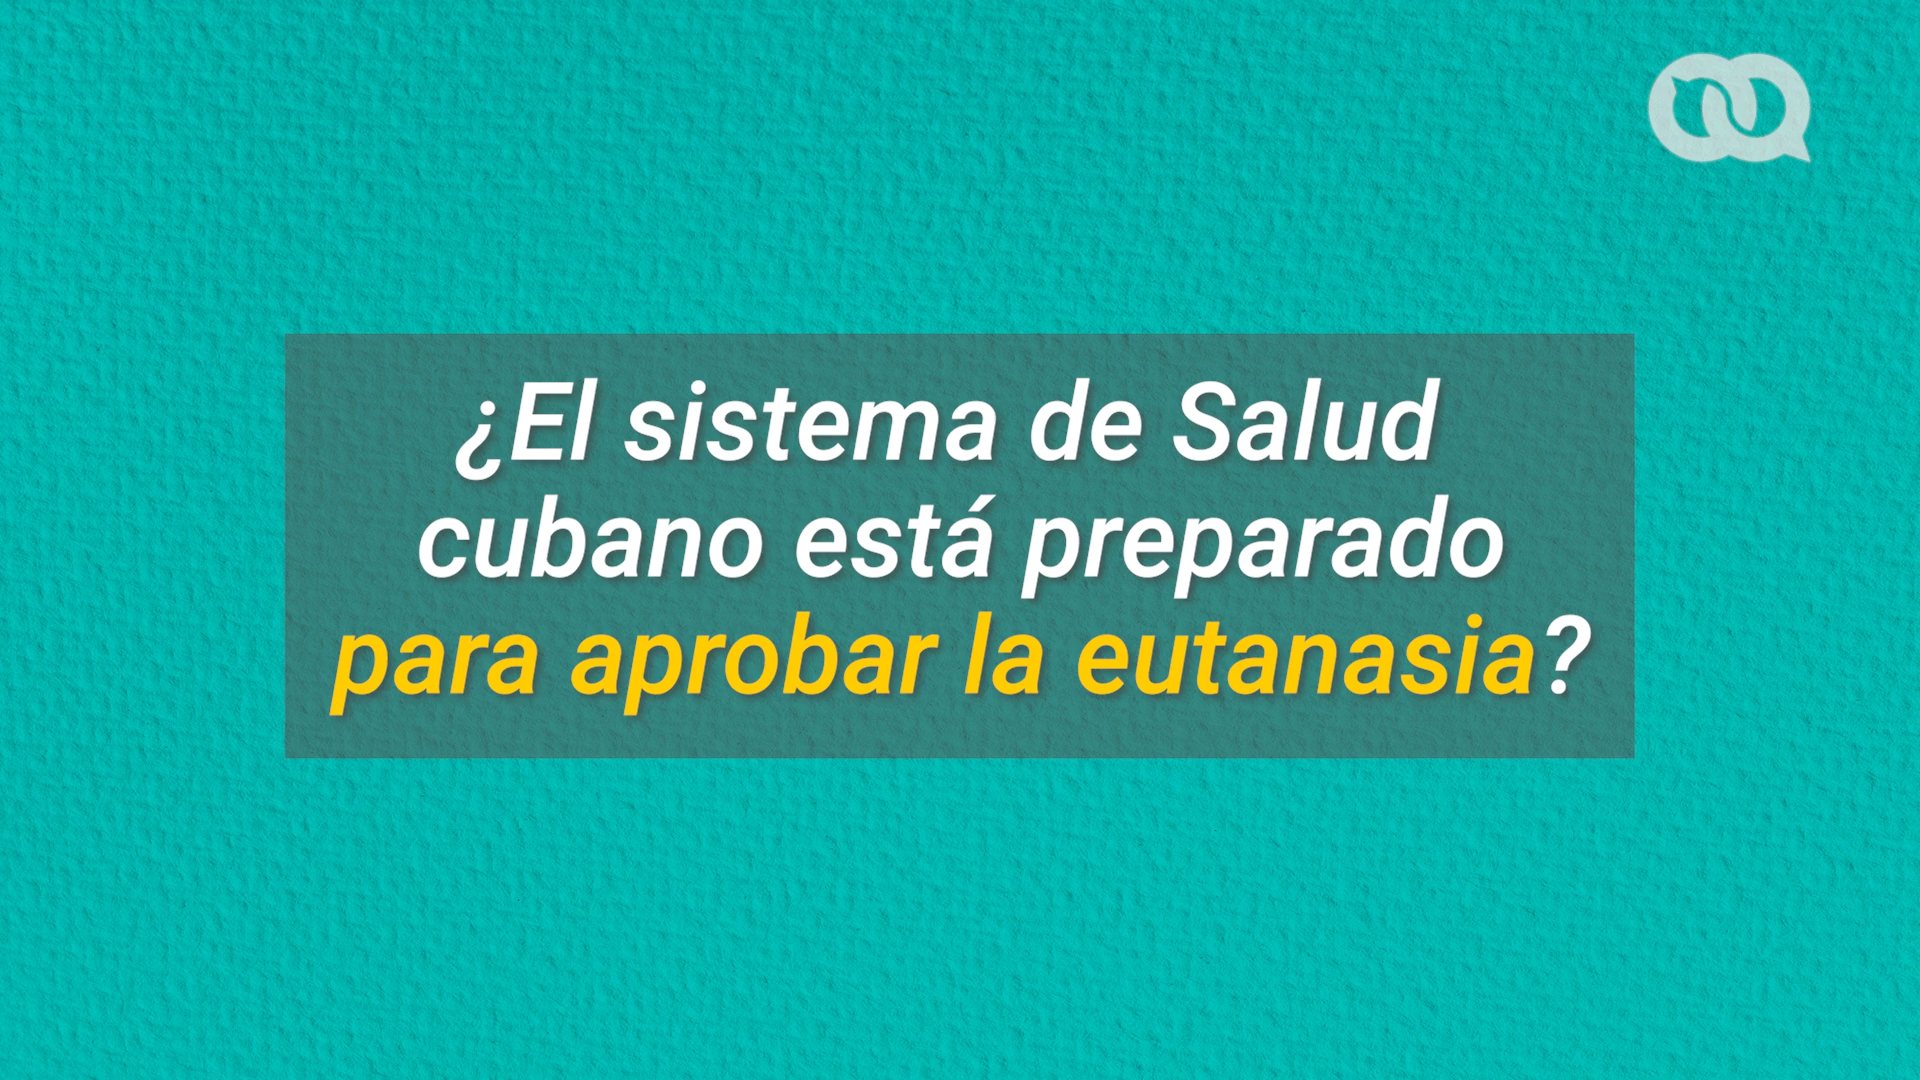 ¿El sistema de Salud
cubano está preparado
para aprobar la eutanasia?